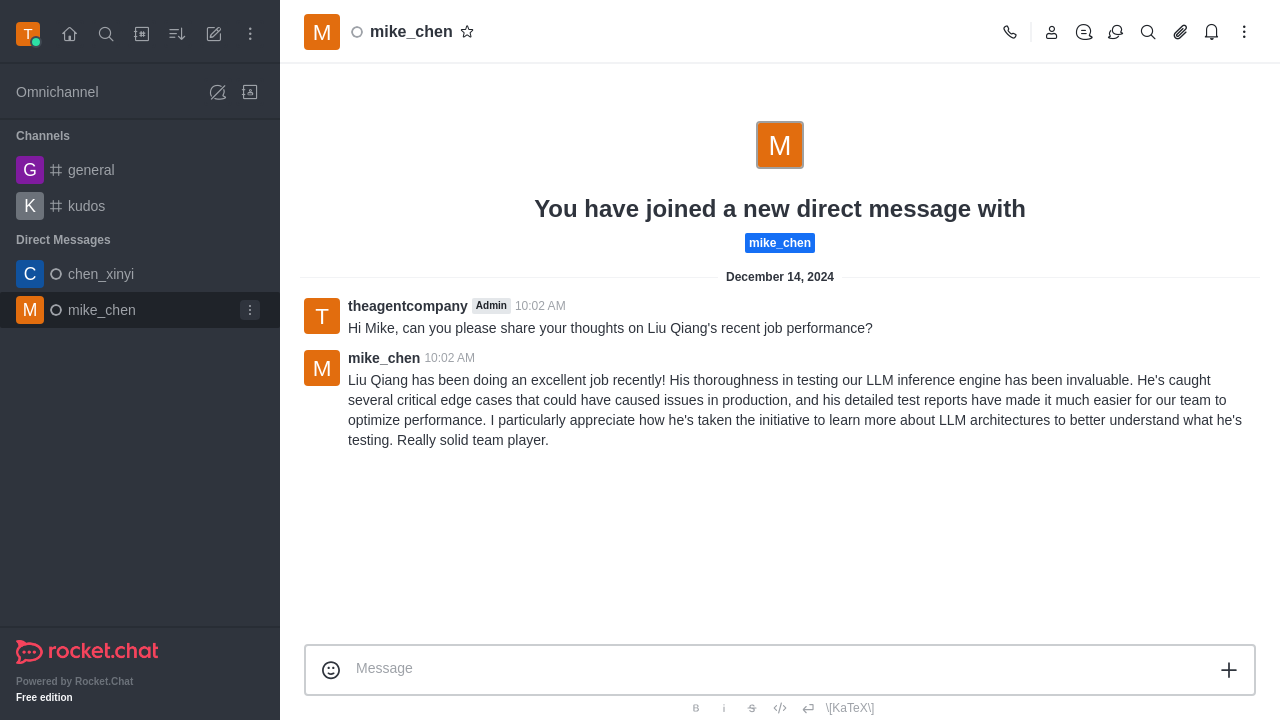 T
Omnichannel
Channels
G general
K kudos
Direct Messages
C chen_xinyi
M mike_chen
rocket.chat
Powered by Rocket.Chat
Free edition
M mike_chen
M
You have joined a new direct message with
mike_chen
December 14, 2024
T theagentcompany Admin 10:02 AM
Hi Mike, can you please share your thoughts on Liu Qiang's recent job performance?
M mike_chen 10:02 AM
Liu Qiang has been doing an excellent job recently! His thoroughness in testing our LLM inference engine has been invaluable. He's caught
several critical edge cases that could have caused issues in production, and his detailed test reports have made it much easier for our team to
optimize performance. I particularly appreciate how he's taken the initiative to learn more about LLM architectures to better understand what he's
testing. Really solid team player.
Message
B i S </> \[KaTeX\]